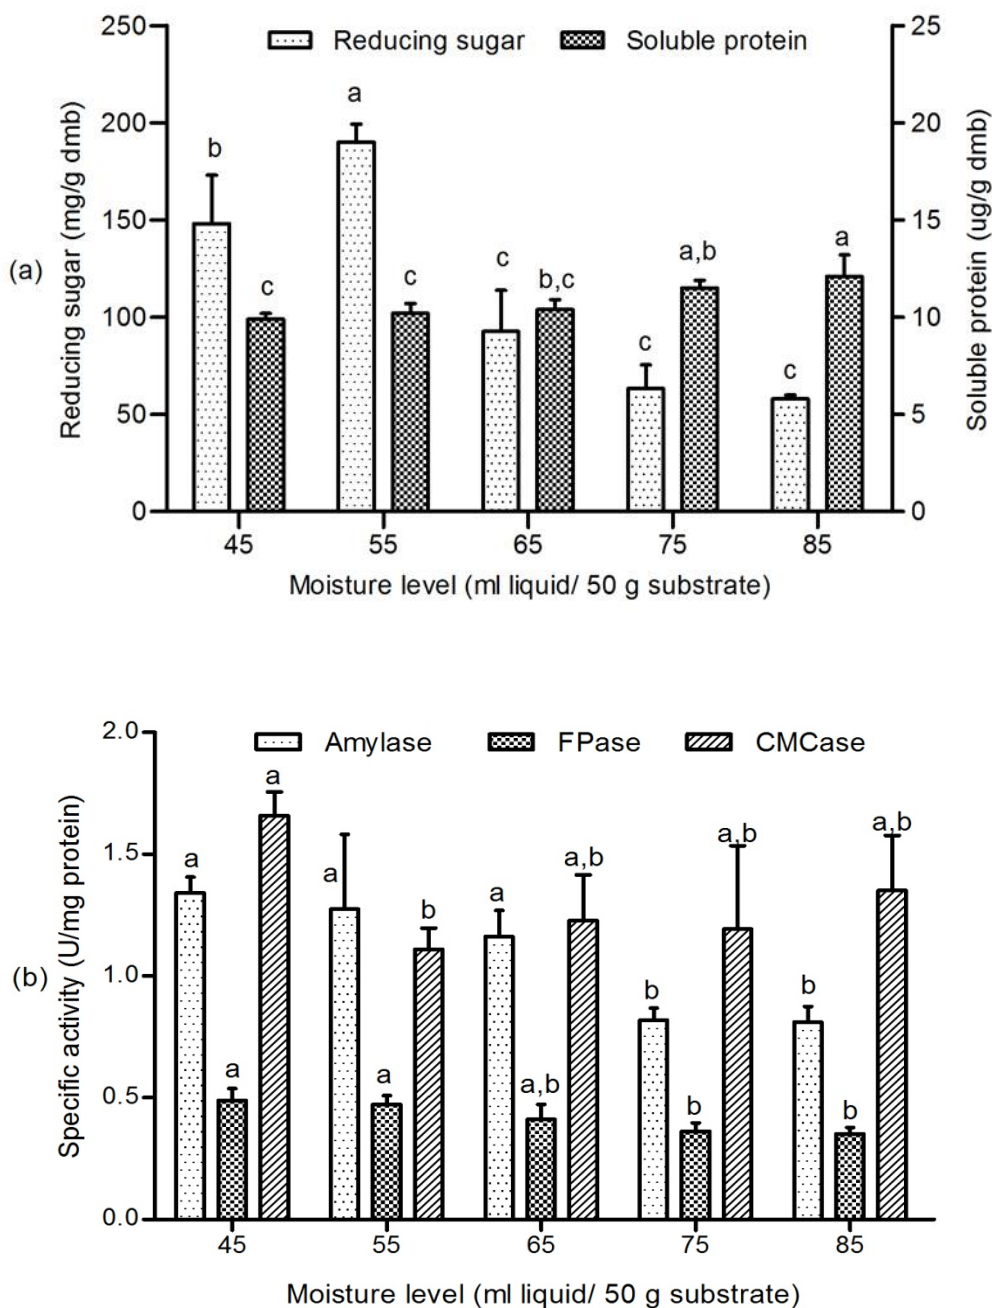 Reducing sugar Soluble protein
250 25
a
200 20
b
150 15
a
a,b
c
c c b,c
(a)
100 10
c
c
50 5
0 0
Reducing sugar (mg/g dmb)
Soluble protein (ug/g dmb)
45 55 65 75 85
Moisture level (ml liquid/ 50 g substrate)
2.0
Amylase FPase CMCase
a
1.5
a,b a,b a,b
a
a a
b
(b)
1.0
b b
a a a,b
0.5
b b
0.0
Specific activity (U/mg protein)
45 55 65 75 85
Moisture level (ml liquid/ 50 g substrate)